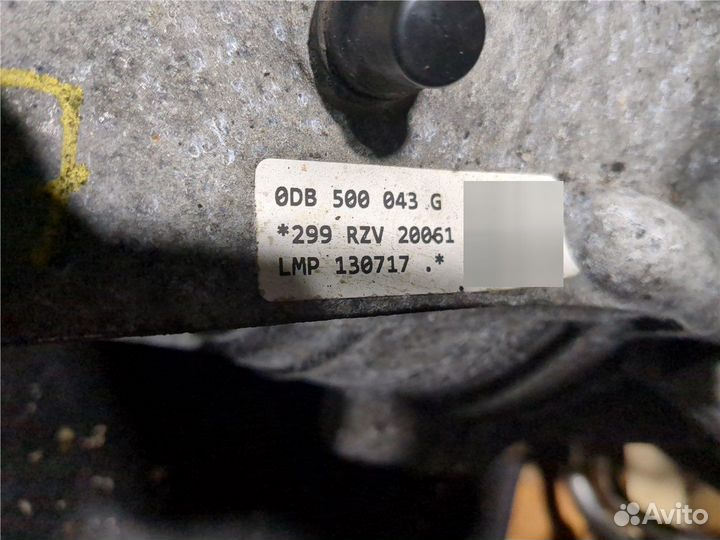 0DB 500 043 G
*299 RZV 20061
LMP 130717 .*
Avito